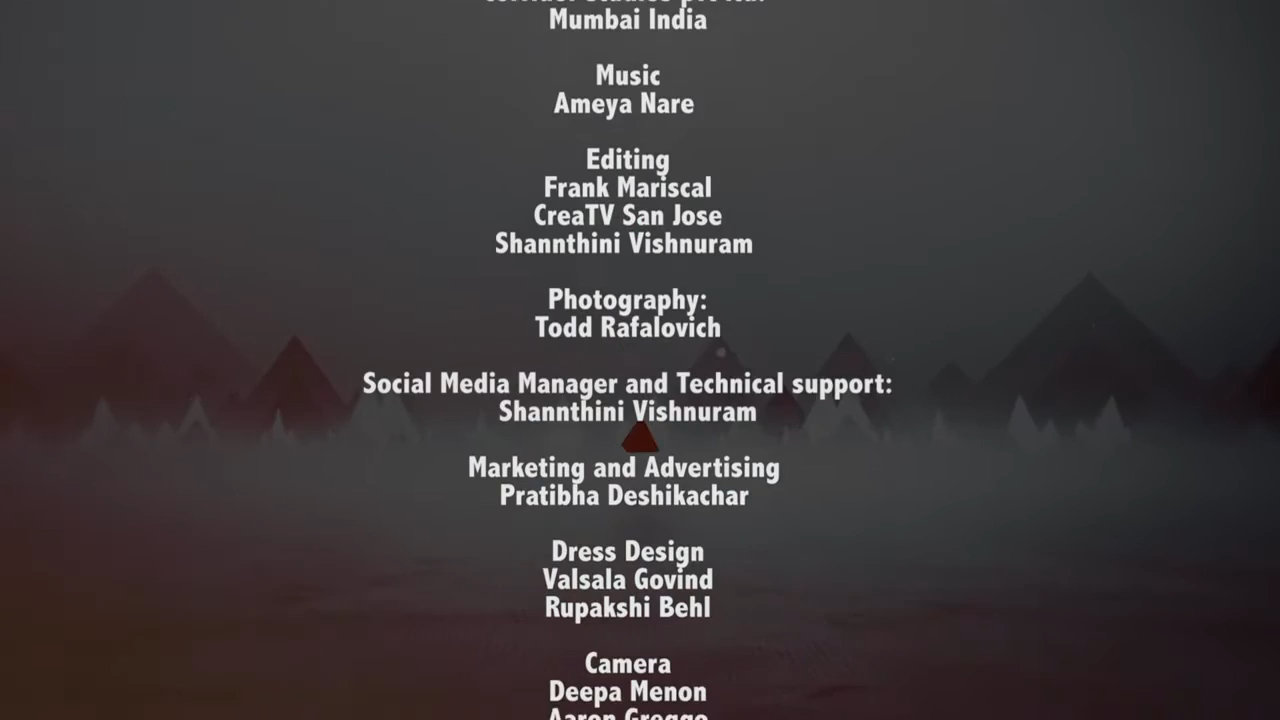 Mumbai India
Music
Ameya Nare
Editing
Frank Mariscal
CreaTV San Jose
Shannthini Vishnuram
Photography:
Todd Rafalovich
Social Media Manager and Technical support:
Shannthini Vishnuram
Marketing and Advertising
Pratibha Deshikachar
Dress Design
Valsala Govind
Rupakshi Behl
Camera
Deepa Menon